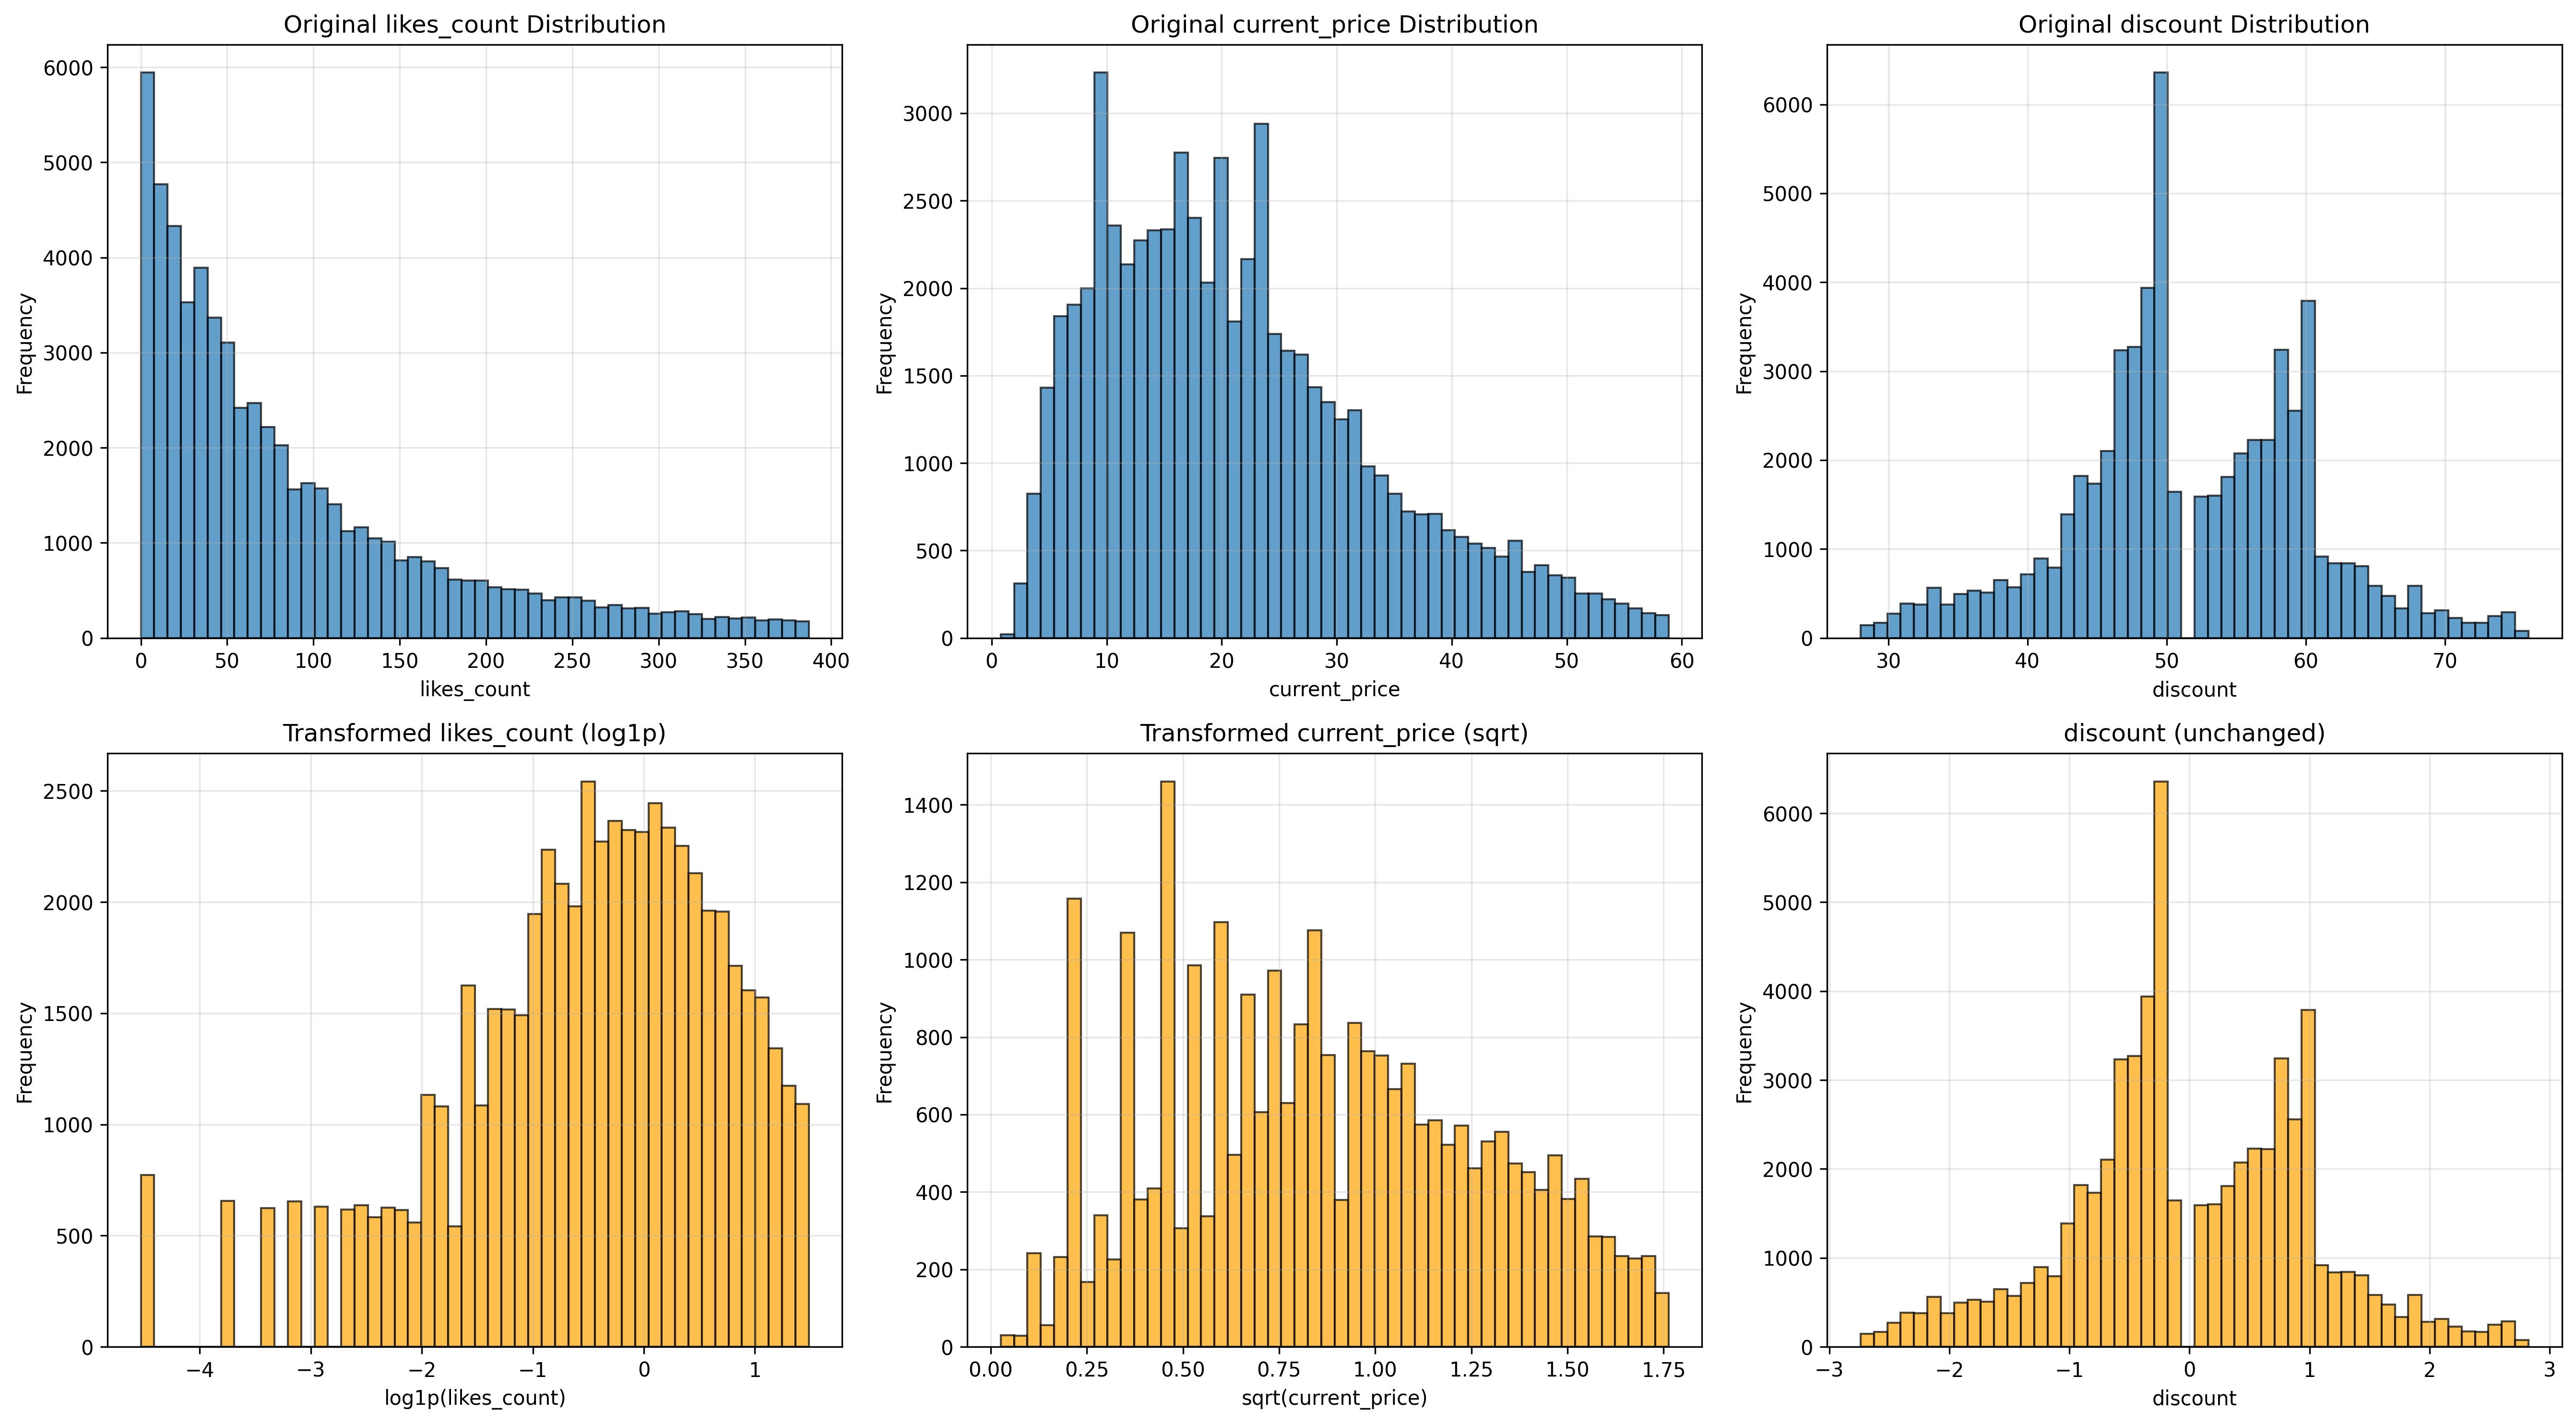 Original likes_count Distribution
Frequency
6000
5000
4000
3000
2000
1000
0
0 50 100 150 200 250 300 350 400
likes_count
Original current_price Distribution
Frequency
3000
2500
2000
1500
1000
500
0
0 10 20 30 40 50 60
current_price
Original discount Distribution
Frequency
6000
5000
4000
3000
2000
1000
0
30 40 50 60 70
discount
Transformed likes_count (log1p)
Frequency
2500
2000
1500
1000
500
0
−4 −3 −2 −1 0 1
log1p(likes_count)
Transformed current_price (sqrt)
Frequency
1400
1200
1000
800
600
400
200
0
0.00 0.25 0.50 0.75 1.00 1.25 1.50 1.75
sqrt(current_price)
discount (unchanged)
Frequency
6000
5000
4000
3000
2000
1000
0
−3 −2 −1 0 1 2 3
discount